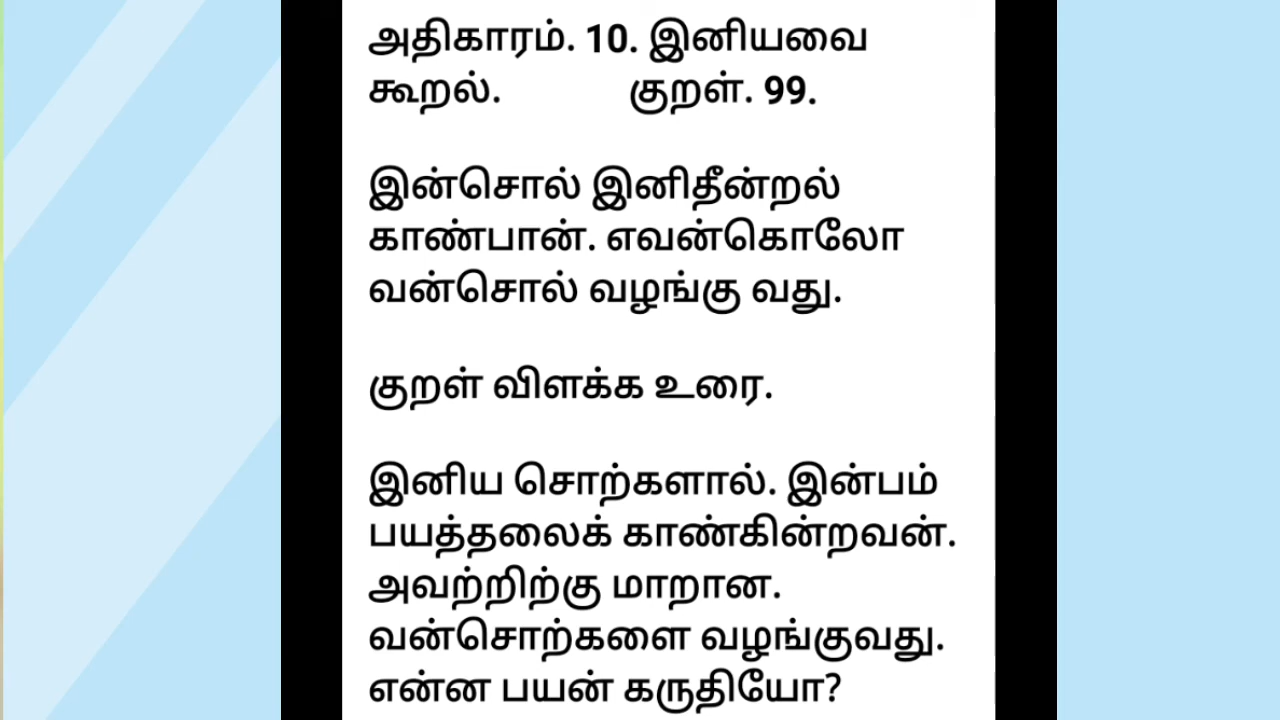 அதிகாரம். 10. இனியவை
கூறல். குறள். 99.
இன்சொல் இனிதீன்றல்
காண்பான். எவன்கொலோ
வன்சொல் வழங்கு வது.
குறள் விளக்க உரை.
இனிய சொற்களால். இன்பம்
பயத்தலைக் காண்கின்றவன்.
அவற்றிற்கு மாறான.
வன்சொற்களை வழங்குவது.
என்ன பயன் கருதியோ?